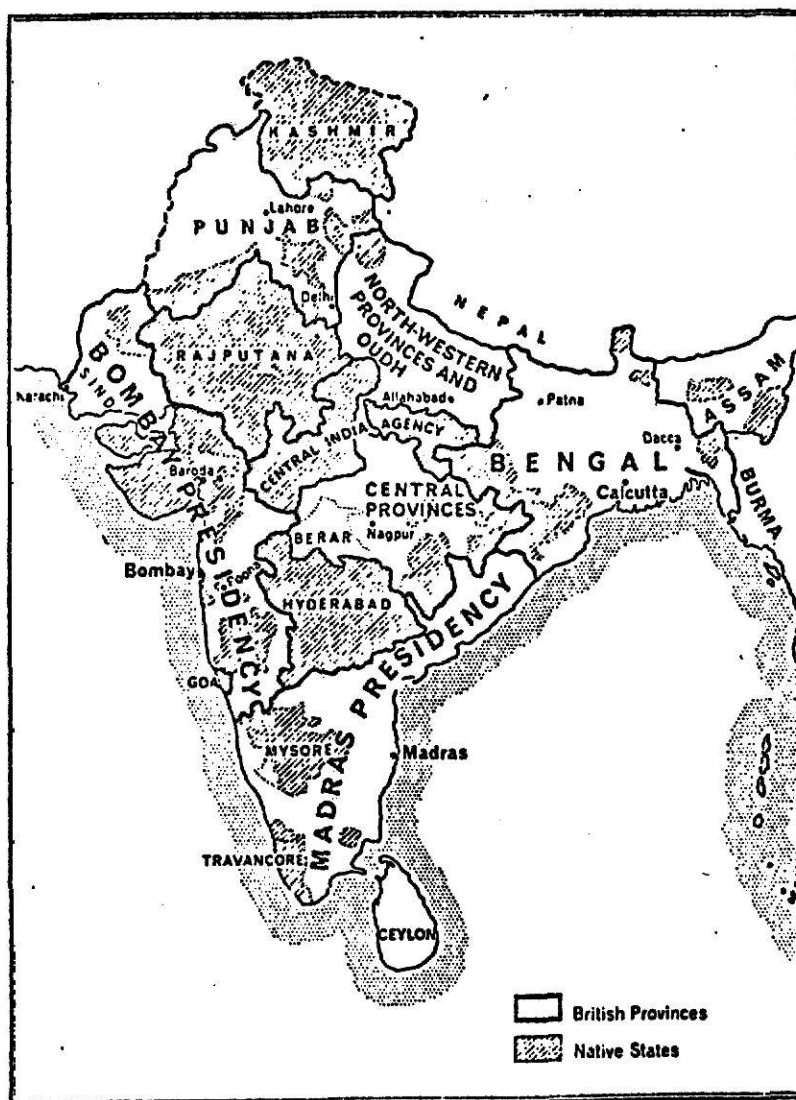 KASHMIR
Lahore
PUNJAB
Delhi
NORTH-WESTERN
PROVINCES AND
OUDH
NEPAL
RAJPUTANA
BOMBAY PRESIDENCY
SIND
Karachi
Allahabad
Patna
ASSAM
CENTRAL INDIA
AGENCY
Dacca
BENGAL
Baroda
Calcutta
BURMA
CENTRAL
PROVINCES
Nagpur
BERAR
Bombay
Poona
HYDERABAD
GOA
MADRAS PRESIDENCY
MYSORE
Madras
TRAVANCORE
CEYLON
British Provinces
Native States